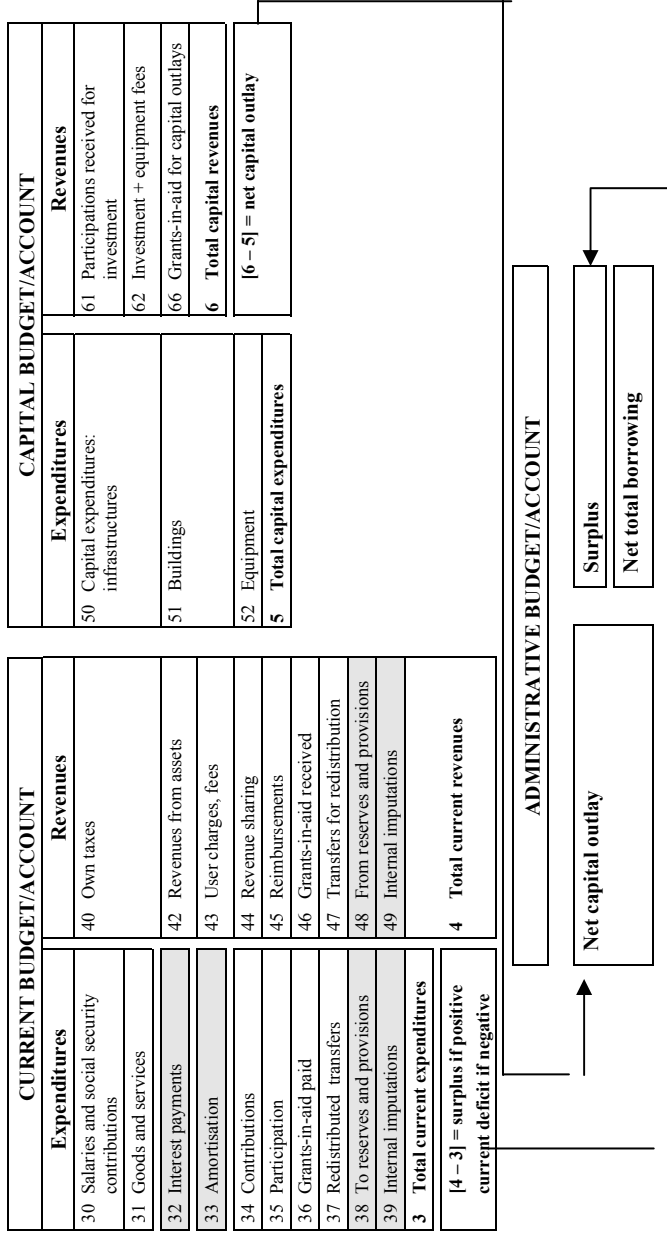 CURRENT BUDGET/ACCOUNT
Expenditures
30 Salaries and social security
contributions
31 Goods and services
32 Interest payments
33 Amortisation
34 Contributions
35 Participation
36 Grants-in-aid paid
37 Redistributed transfers
38 To reserves and provisions
39 Internal imputations
3 Total current expenditures
[4 – 3] = surplus if positive
current deficit if negative
Revenues
40 Own taxes
42 Revenues from assets
43 User charges, fees
44 Revenue sharing
45 Reimbursements
46 Grants-in-aid received
47 Transfers for redistribution
48 From reserves and provisions
49 Internal imputations
4 Total current revenues
CAPITAL BUDGET/ACCOUNT
Expenditures
50 Capital expenditures:
infrastructures
51 Buildings
52 Equipment
5 Total capital expenditures
Revenues
61 Participations received for
investment
62 Investment + equipment fees
66 Grants-in-aid for capital outlays
6 Total capital revenues
[6 – 5] = net capital outlay
ADMINISTRATIVE BUDGET/ACCOUNT
Net capital outlay
Surplus
Net total borrowing